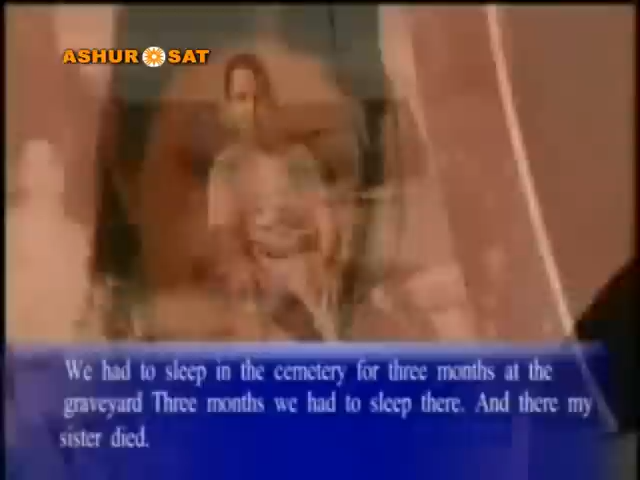 ASHUR SAT
We had to sleep in the cemetery for three months at the
graveyard Three months we had to sleep there. And there my
sister died.